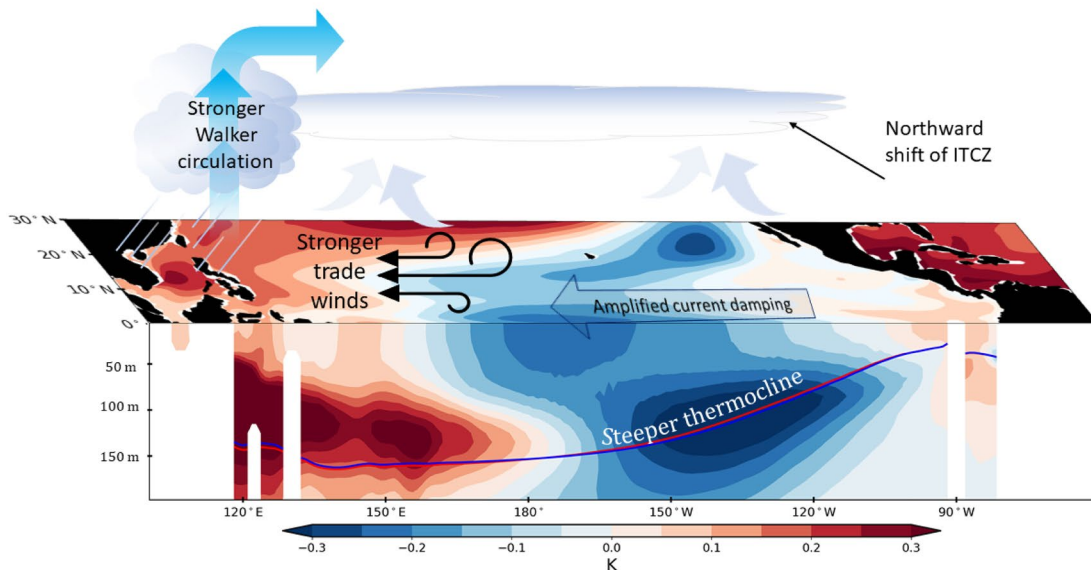 Stronger
Walker
circulation
Northward
shift of ITCZ
30°N
20°N
10°N
0°
Stronger
trade
winds
Amplified current damping
50 m
100 m
150 m
Steeper thermocline
120°E 150°E 180° 150°W 120°W 90°W
−0.3 −0.2 −0.1 0.0 0.1 0.2 0.3
K